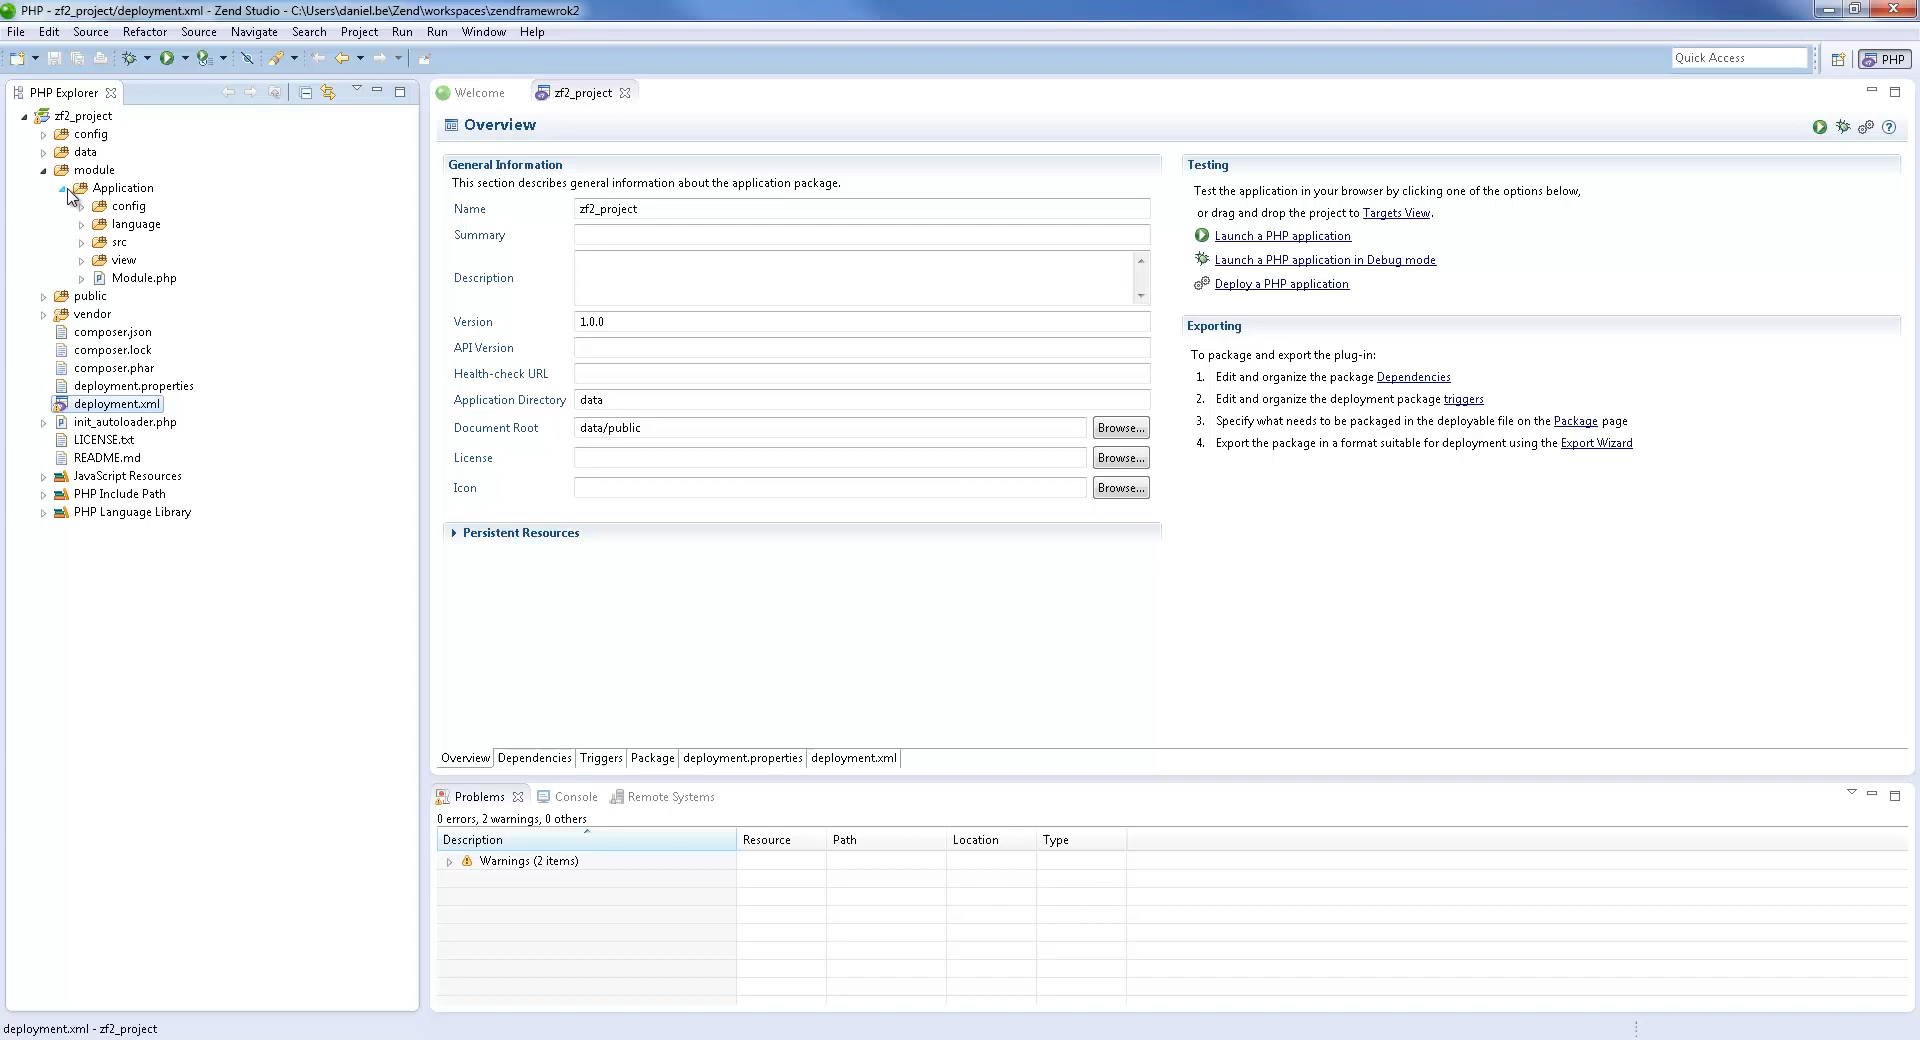 PHP - zf2_project/deployment.xml - Zend Studio - C:\Users\daniel.be\Zend\workspaces\zendframewrok2
File Edit Source Refactor Source Navigate Search Project Run Run Window Help
Quick Access
PHP
PHP Explorer
zf2_project
config
data
module
Application
config
language
src
view
Module.php
public
vendor
composer.json
composer.lock
composer.phar
deployment.properties
deployment.xml
init_autoloader.php
LICENSE.txt
README.md
JavaScript Resources
PHP Include Path
PHP Language Library
Welcome zf2_project
Overview
General Information
This section describes general information about the application package.
Name zf2_project
Summary
Description
Version 1.0.0
API Version
Health-check URL
Application Directory data
Document Root data/public Browse...
License Browse...
Icon Browse...
Persistent Resources
Testing
Test the application in your browser by clicking one of the options below,
or drag and drop the project to Targets View.
Launch a PHP application
Launch a PHP application in Debug mode
Deploy a PHP application
Exporting
To package and export the plug-in:
1. Edit and organize the package Dependencies
2. Edit and organize the deployment package triggers
3. Specify what needs to be packaged in the deployable file on the Package page
4. Export the package in a format suitable for deployment using the Export Wizard
Overview Dependencies Triggers Package deployment.properties deployment.xml
Problems Console Remote Systems
0 errors, 2 warnings, 0 others
Description Resource Path Location Type
Warnings (2 items)
deployment.xml - zf2_project